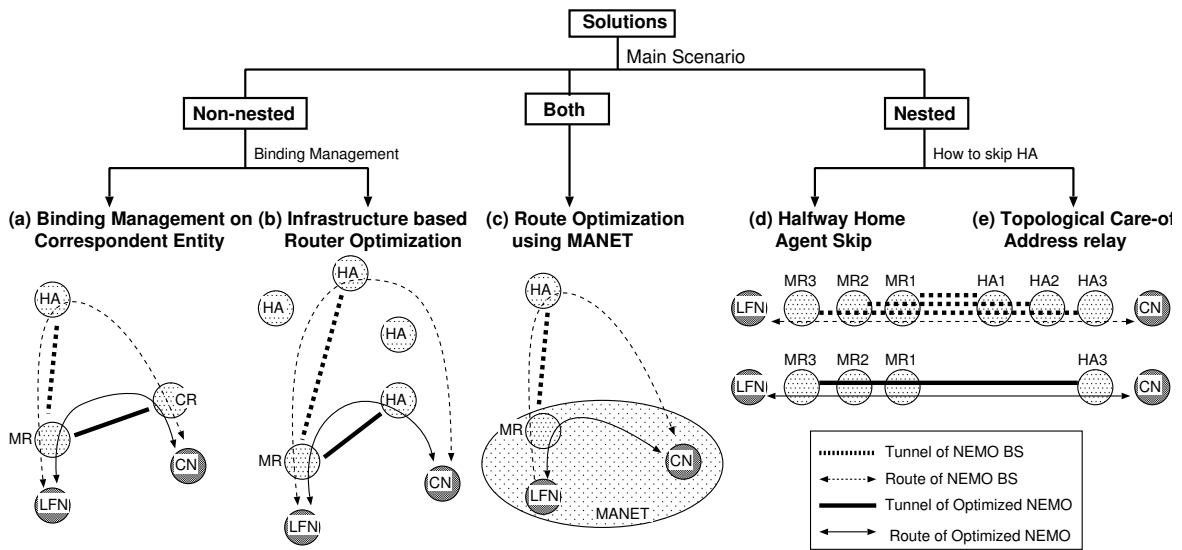 Solutions
Main Scenario
Non-nested
Both
Nested
Binding Management
How to skip HA
(a) Binding Management on
Correspondent Entity
(b) Infrastructure based
Router Optimization
(c) Route Optimization
using MANET
(d) Halfway Home
Agent Skip
(e) Topological Care-of
Address relay
HA
CR
MR
CN
LFN
HA
HA
HA
HA
MR
CN
LFN
HA
MR
CN
LFN
MANET
MR3 MR2 MR1 HA1 HA2 HA3
LFN CN
MR3 MR2 MR1 HA3
LFN CN
Tunnel of NEMO BS
Route of NEMO BS
Tunnel of Optimized NEMO
Route of Optimized NEMO